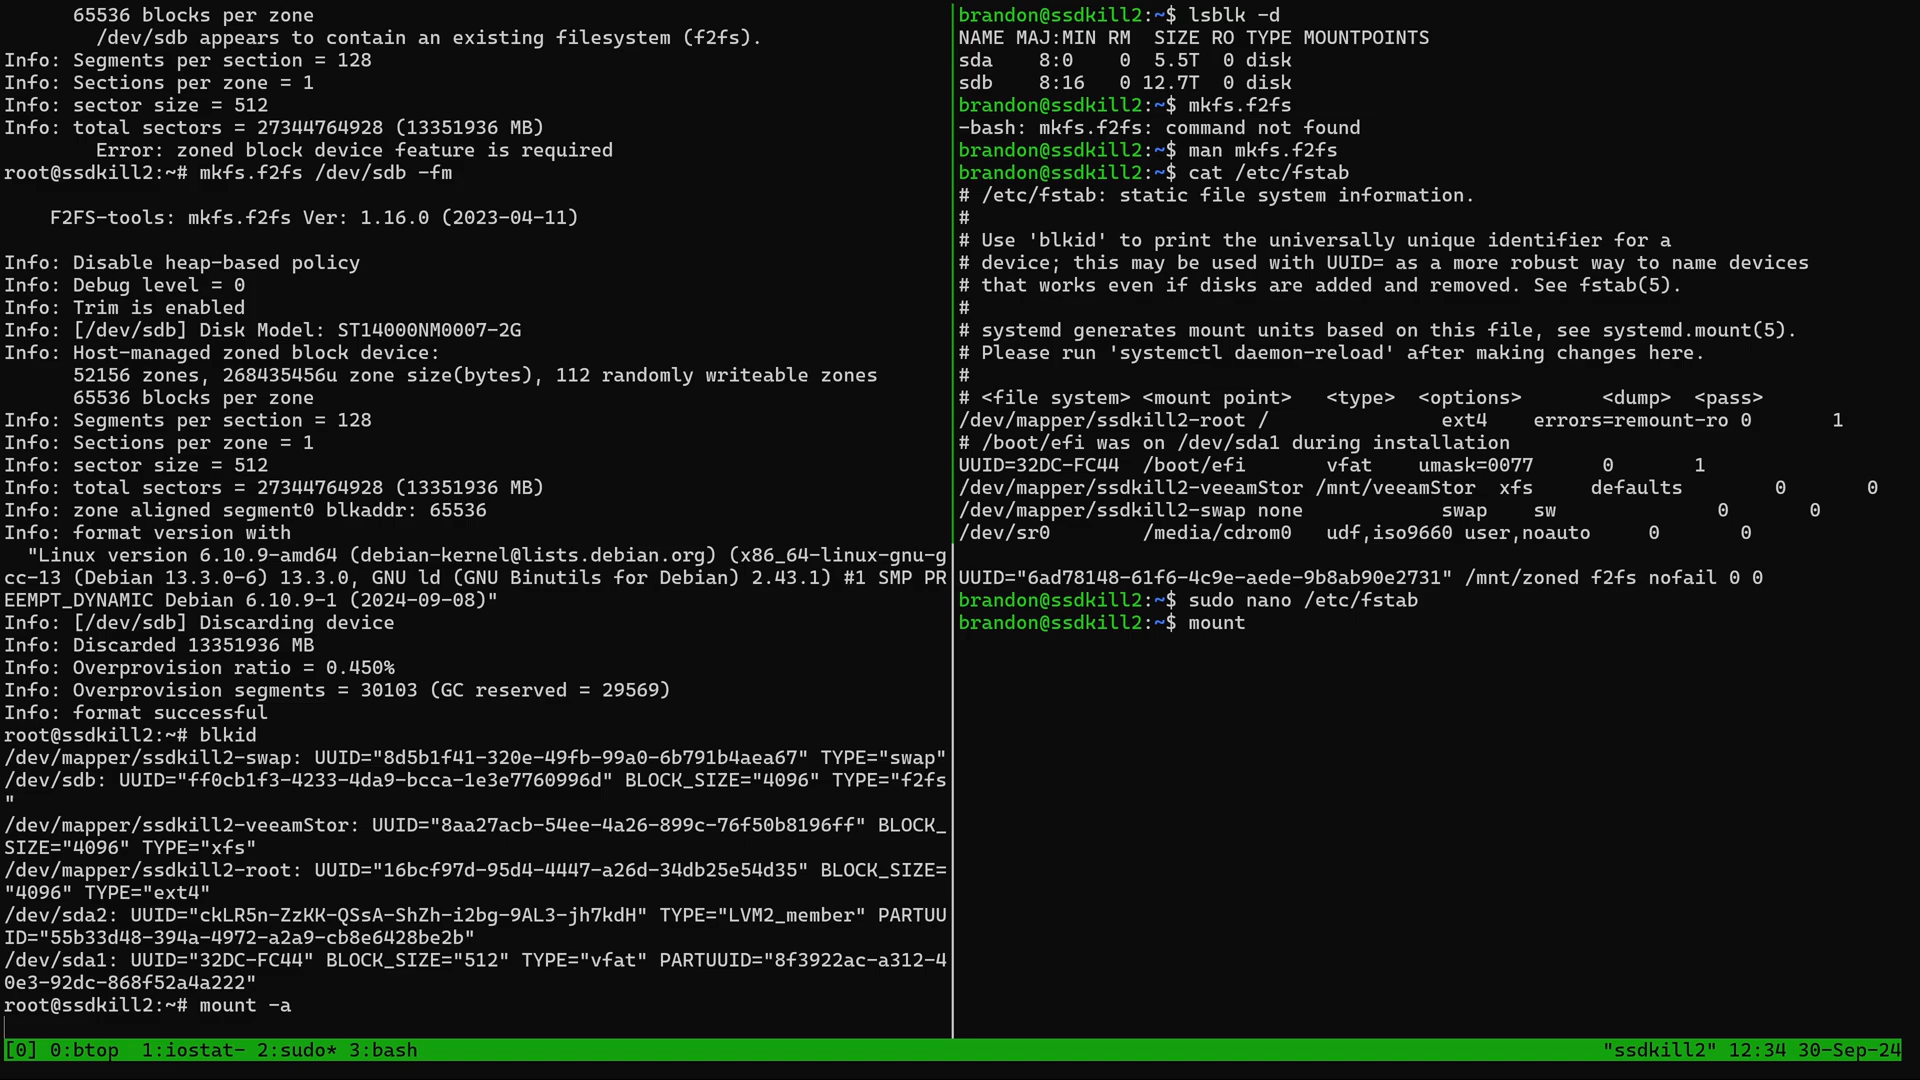 65536 blocks per zone
/dev/sdb appears to contain an existing filesystem (f2fs).
Info: Segments per section = 128
Info: Sections per zone = 1
Info: sector size = 512
Info: total sectors = 27344764928 (13351936 MB)
Error: zoned block device feature is required
root@ssdkill2:~# mkfs.f2fs /dev/sdb -fm
F2FS-tools: mkfs.f2fs Ver: 1.16.0 (2023-04-11)
Info: Disable heap-based policy
Info: Debug level = 0
Info: Trim is enabled
Info: [/dev/sdb] Disk Model: ST14000NM0007-2G
Info: Host-managed zoned block device:
52156 zones, 268435456u zone size(bytes), 112 randomly writeable zones
65536 blocks per zone
Info: Segments per section = 128
Info: Sections per zone = 1
Info: sector size = 512
Info: total sectors = 27344764928 (13351936 MB)
Info: zone aligned segment0 blkaddr: 65536
Info: format version with
"Linux version 6.10.9-amd64 (debian-kernel@lists.debian.org) (x86_64-linux-gnu-g
cc-13 (Debian 13.3.0-6) 13.3.0, GNU ld (GNU Binutils for Debian) 2.43.1) #1 SMP PR
EEMPT_DYNAMIC Debian 6.10.9-1 (2024-09-08)"
Info: [/dev/sdb] Discarding device
Info: Discarded 13351936 MB
Info: Overprovision ratio = 0.450%
Info: Overprovision segments = 30103 (GC reserved = 29569)
Info: format successful
root@ssdkill2:~# blkid
/dev/mapper/ssdkill2-swap: UUID="8d5b1f41-320e-49fb-99a0-6b791b4aea67" TYPE="swap"
/dev/sdb: UUID="ff0cb1f3-4233-4da9-bcca-1e3e7760996d" BLOCK_SIZE="4096" TYPE="f2fs
"
/dev/mapper/ssdkill2-veeamStor: UUID="8aa27acb-54ee-4a26-899c-76f50b8196ff" BLOCK_
SIZE="4096" TYPE="xfs"
/dev/mapper/ssdkill2-root: UUID="16bcf97d-95d4-4447-a26d-34db25e54d35" BLOCK_SIZE=
"4096" TYPE="ext4"
/dev/sda2: UUID="ckLR5n-ZzKK-QSsA-ShZh-i2bg-9AL3-jh7kdH" TYPE="LVM2_member" PARTUU
ID="55b33d48-394a-4972-a2a9-cb8e6428be2b"
/dev/sda1: UUID="32DC-FC44" BLOCK_SIZE="512" TYPE="vfat" PARTUUID="8f3922ac-a312-4
0e3-92dc-868f52a4a222"
root@ssdkill2:~# mount -a
brandon@ssdkill2:~$ lsblk -d
NAME MAJ:MIN RM  SIZE RO TYPE MOUNTPOINTS
sda    8:0    0  5.5T  0 disk
sdb    8:16   0 12.7T  0 disk
brandon@ssdkill2:~$ mkfs.f2fs
-bash: mkfs.f2fs: command not found
brandon@ssdkill2:~$ man mkfs.f2fs
brandon@ssdkill2:~$ cat /etc/fstab
# /etc/fstab: static file system information.
#
# Use 'blkid' to print the universally unique identifier for a
# device; this may be used with UUID= as a more robust way to name devices
# that works even if disks are added and removed. See fstab(5).
#
# systemd generates mount units based on this file, see systemd.mount(5).
# Please run 'systemctl daemon-reload' after making changes here.
#
# <file system> <mount point>   <type>  <options>       <dump>  <pass>
/dev/mapper/ssdkill2-root /               ext4    errors=remount-ro 0       1
# /boot/efi was on /dev/sda1 during installation
UUID=32DC-FC44  /boot/efi       vfat    umask=0077      0       1
/dev/mapper/ssdkill2-veeamStor /mnt/veeamStor  xfs     defaults        0       0
/dev/mapper/ssdkill2-swap none            swap    sw              0       0
/dev/sr0        /media/cdrom0   udf,iso9660 user,noauto     0       0
UUID="6ad78148-61f6-4c9e-aede-9b8ab90e2731" /mnt/zoned f2fs nofail 0 0
brandon@ssdkill2:~$ sudo nano /etc/fstab
brandon@ssdkill2:~$ mount
[0] 0:btop  1:iostat- 2:sudo* 3:bash
"ssdkill2" 12:34 30-Sep-24